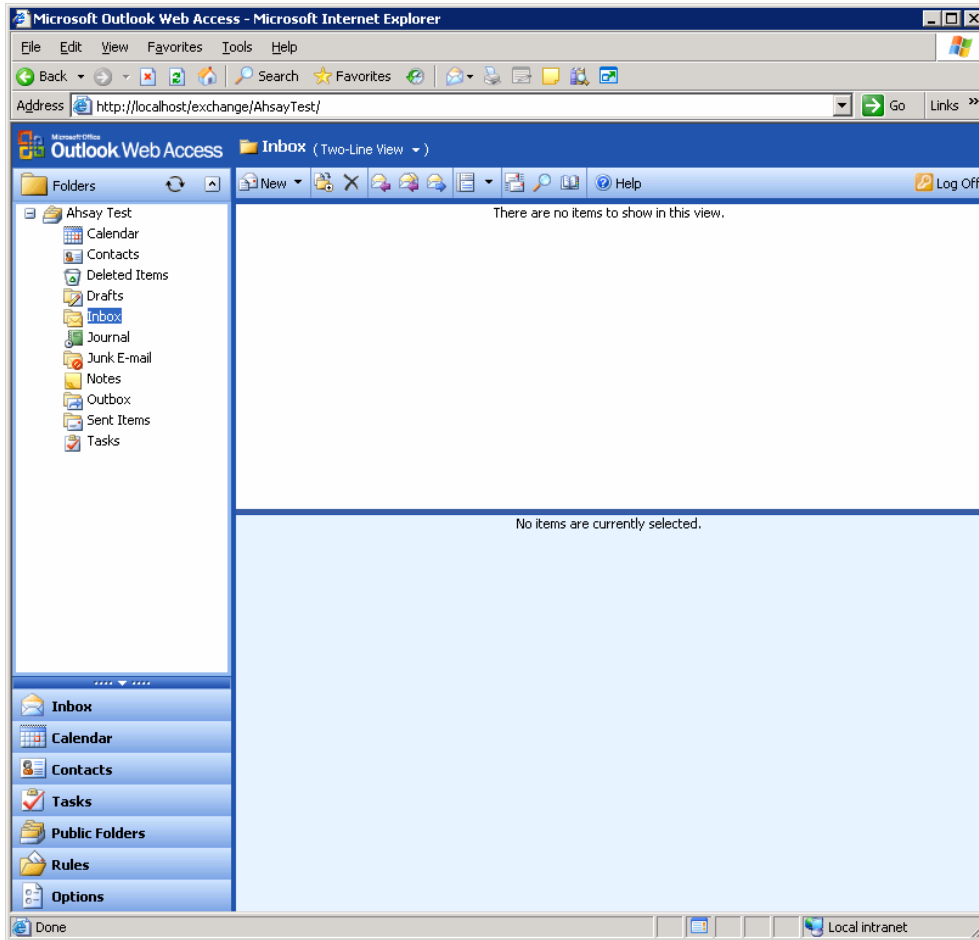 Microsoft Outlook Web Access - Microsoft Internet Explorer
File Edit View Favorites Tools Help
Back Search Favorites
Address http://localhost/exchange/AhsayTest/ Go Links »
Microsoft Office
Outlook Web Access Inbox (Two-Line View )
Folders New Help Log Off
There are no items to show in this view.
Ahsay Test
Calendar
Contacts
Deleted Items
Drafts
Inbox
Journal
Junk E-mail
Notes
Outbox
Sent Items
Tasks
No items are currently selected.
Inbox
Calendar
Contacts
Tasks
Public Folders
Rules
Options
Done Local intranet